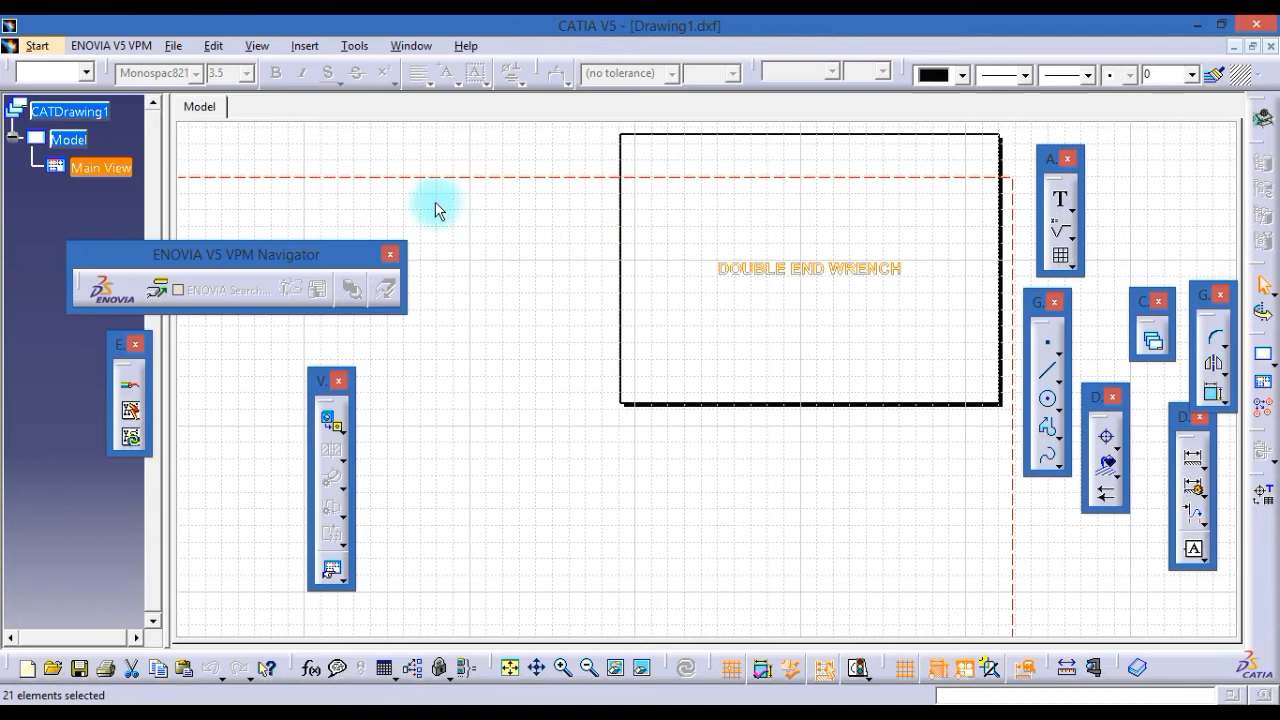 CATIA V5 - [Drawing1.dxf]
Start ENOVIA V5 VPM File Edit View Insert Tools Window Help
Monospac821 3.5 B I S (no tolerance) 0
CATDrawing1
Model
Main View
Model
ENOVIA V5 VPM Navigator
ENOVIA
ENOVIA Search...
E.
V.
DOUBLE END WRENCH
A.
T
G.
C.
G.
D.
D.
A
f(x)
CATIA
21 elements selected